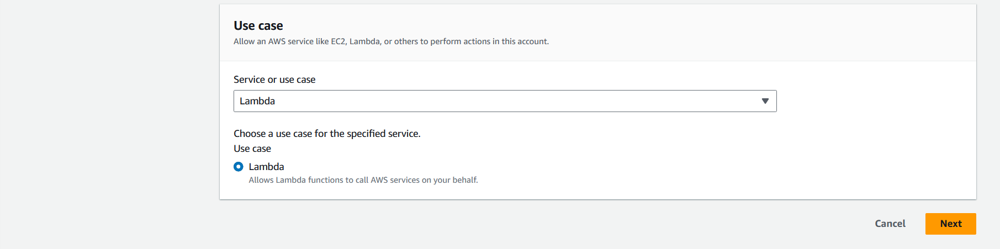 Use case
Allow an AWS service like EC2, Lambda, or others to perform actions in this account.
Service or use case
Lambda
Choose a use case for the specified service.
Use case
Lambda
Allows Lambda functions to call AWS services on your behalf.
Cancel
Next